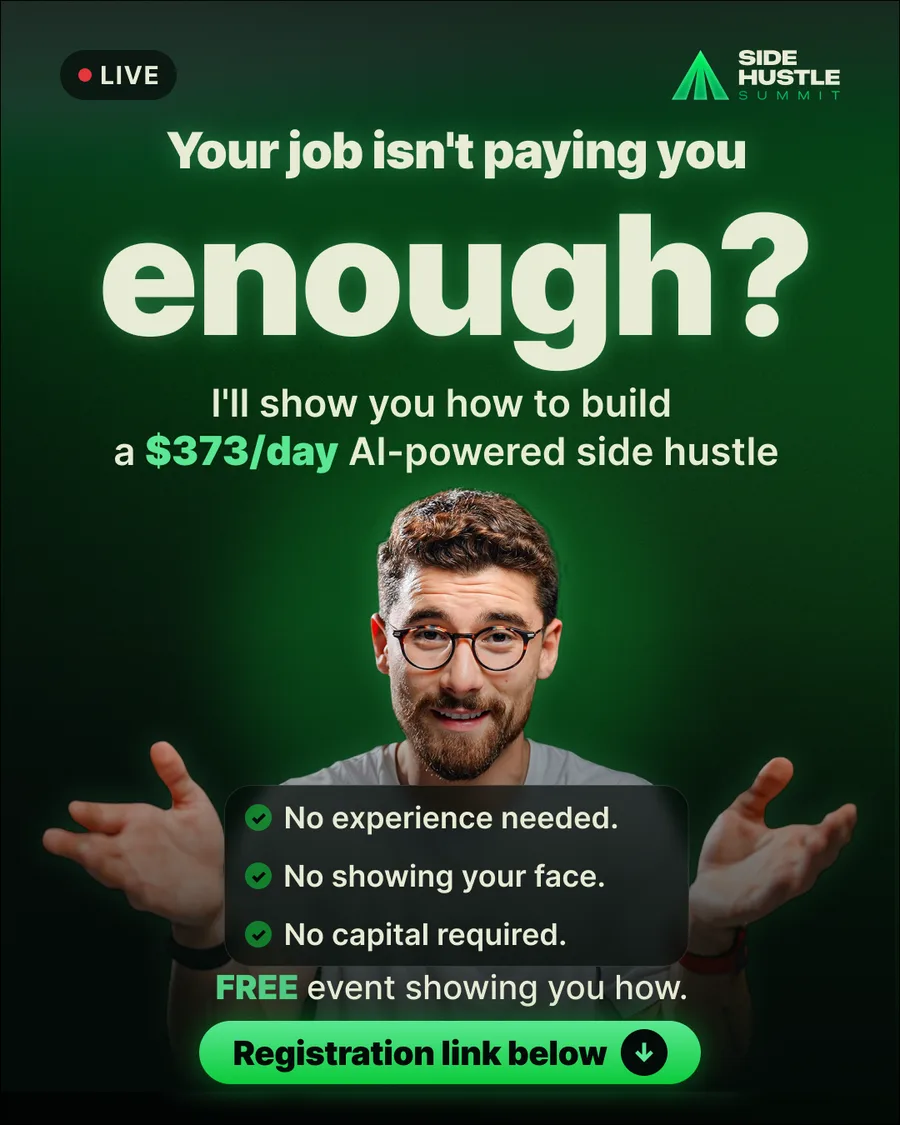 LIVE
SIDE
HUSTLE
SUMMIT
Your job isn't paying you
enough?
I'll show you how to build
a $373/day AI-powered side hustle
No experience needed.
No showing your face.
No capital required.
FREE event showing you how.
Registration link below